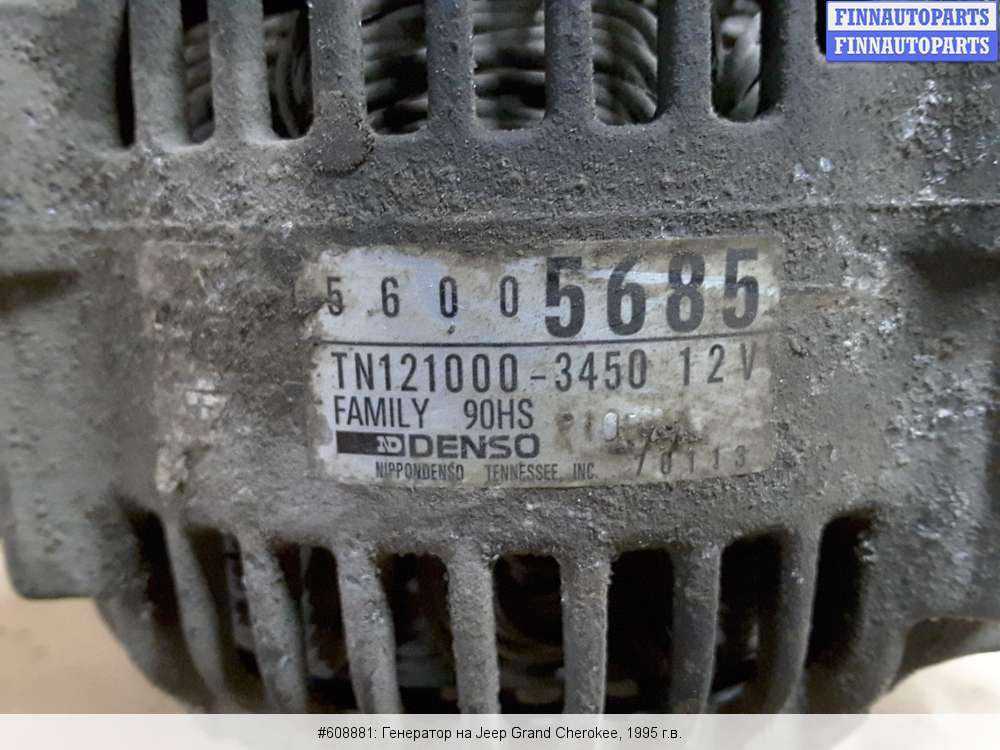 FINNAUTOPARTS
FINNAUTOPARTS
56005685
TN121000-3450 12V
FAMILY 90HS
ND DENSO
NIPPONDENSO TENNESSEE, INC.
#608881: Генератор на Jeep Grand Cherokee, 1995 г.в.